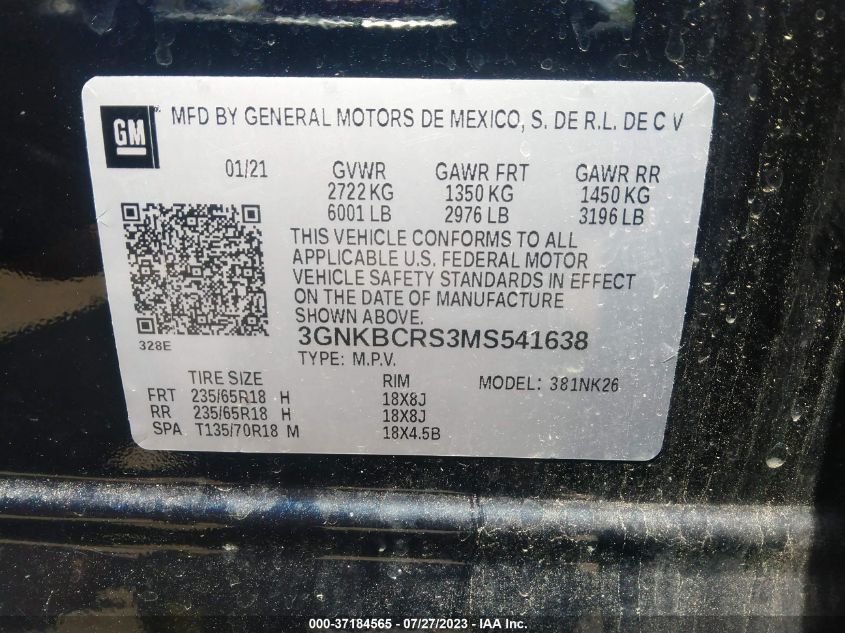 GM
MFD BY GENERAL MOTORS DE MEXICO, S. DE R.L. DE C V
01/21 GVWR GAWR FRT GAWR RR
2722 KG 1350 KG 1450 KG
6001 LB 2976 LB 3196 LB
THIS VEHICLE CONFORMS TO ALL
APPLICABLE U.S. FEDERAL MOTOR
VEHICLE SAFETY STANDARDS IN EFFECT
ON THE DATE OF MANUFACTURE
SHOWN ABOVE.
328E
3GNKBCRS3MS541638
TYPE: M.P.V.
TIRE SIZE RIM MODEL: 381NK26
FRT 235/65R18 H 18X8J
RR 235/65R18 H 18X8J
SPA T135/70R18 M 18X4.5B
000-37184565 / 07/27/2023 - IAA Inc.